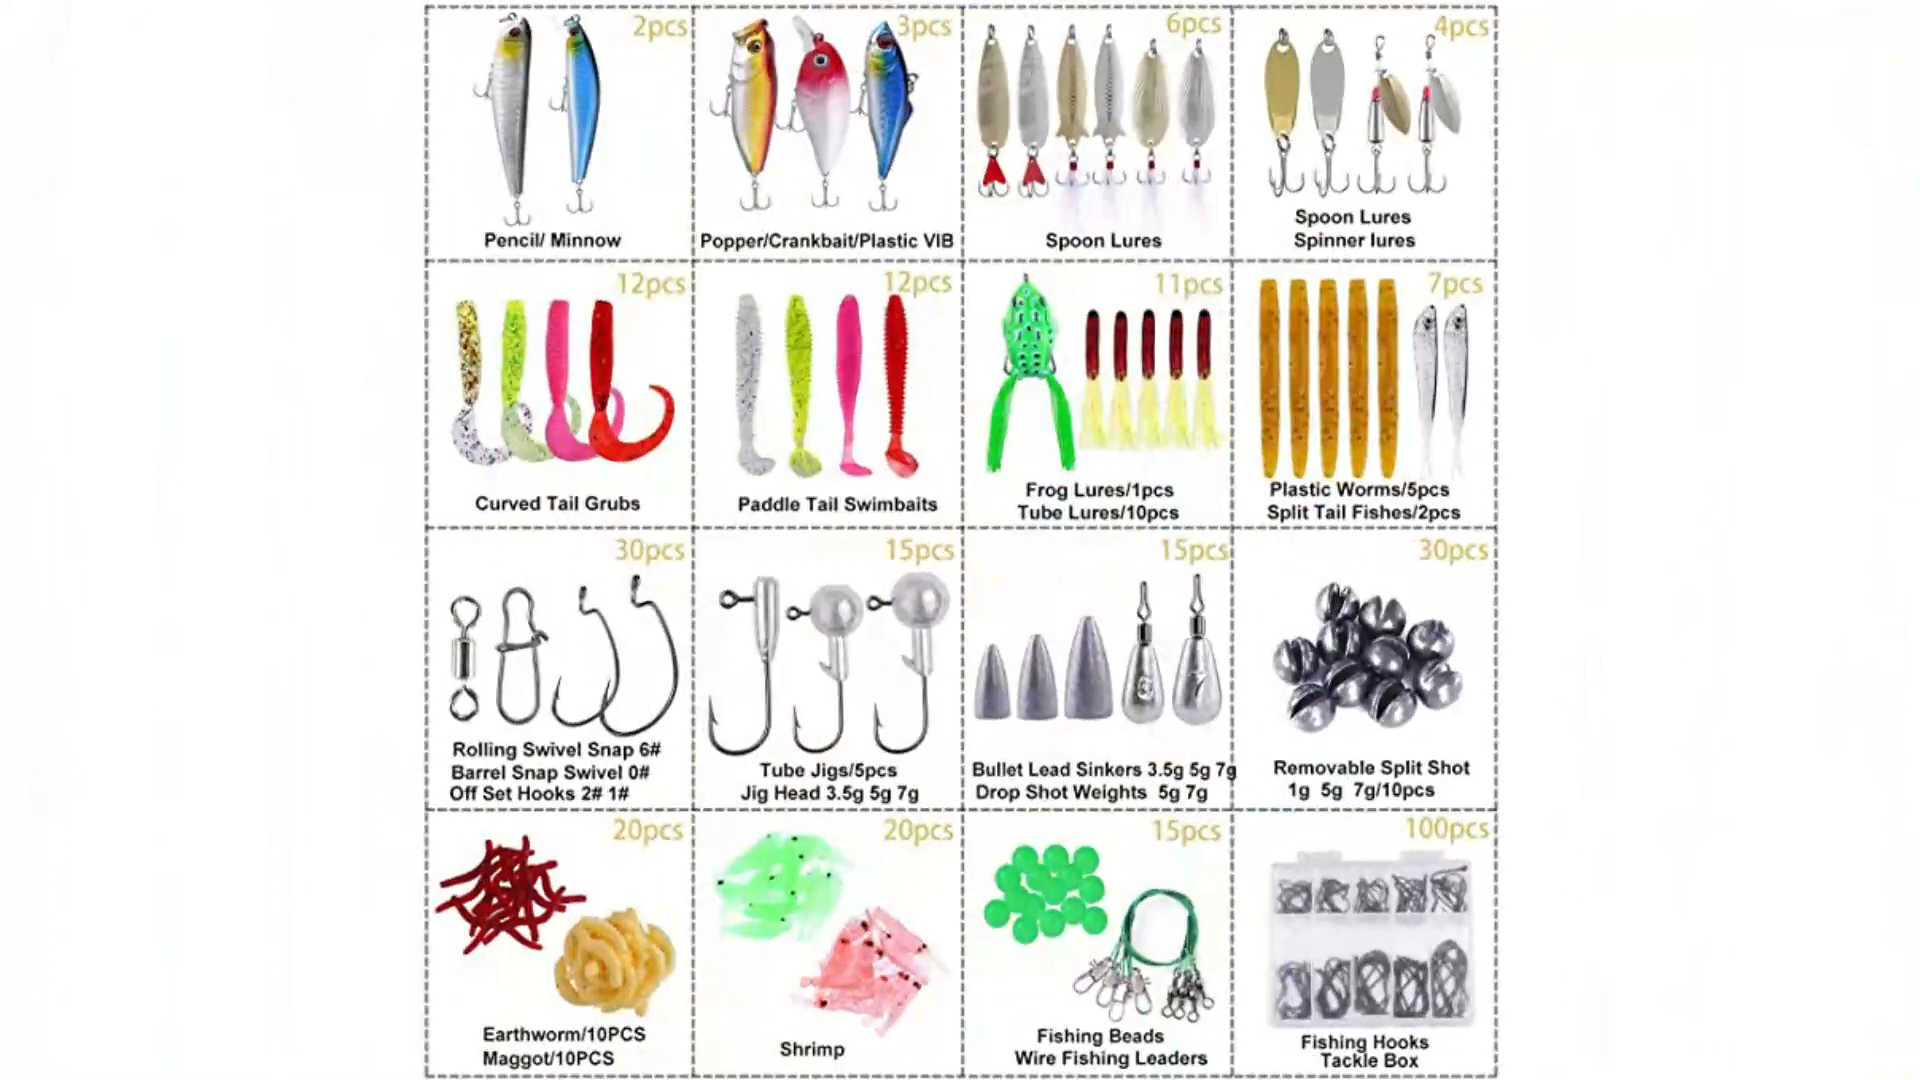 2pcs
Pencil/ Minnow
3pcs
Popper/Crankbait/Plastic VIB
6pcs
Spoon Lures
4pcs
Spoon Lures
Spinner lures
12pcs
Curved Tail Grubs
12pcs
Paddle Tail Swimbaits
11pcs
Frog Lures/1pcs
Tube Lures/10pcs
7pcs
Plastic Worms/5pcs
Split Tail Fishes/2pcs
30pcs
Rolling Swivel Snap 6#
Barrel Snap Swivel 0#
Off Set Hooks 2# 1#
15pcs
Tube Jigs/5pcs
Jig Head 3.5g 5g 7g
15pcs
Bullet Lead Sinkers 3.5g 5g 7g
Drop Shot Weights 5g 7g
30pcs
Removable Split Shot
1g 5g 7g/10pcs
20pcs
Earthworm/10PCS
Maggot/10PCS
20pcs
Shrimp
15pcs
Fishing Beads
Wire Fishing Leaders
100pcs
Fishing Hooks
Tackle Box